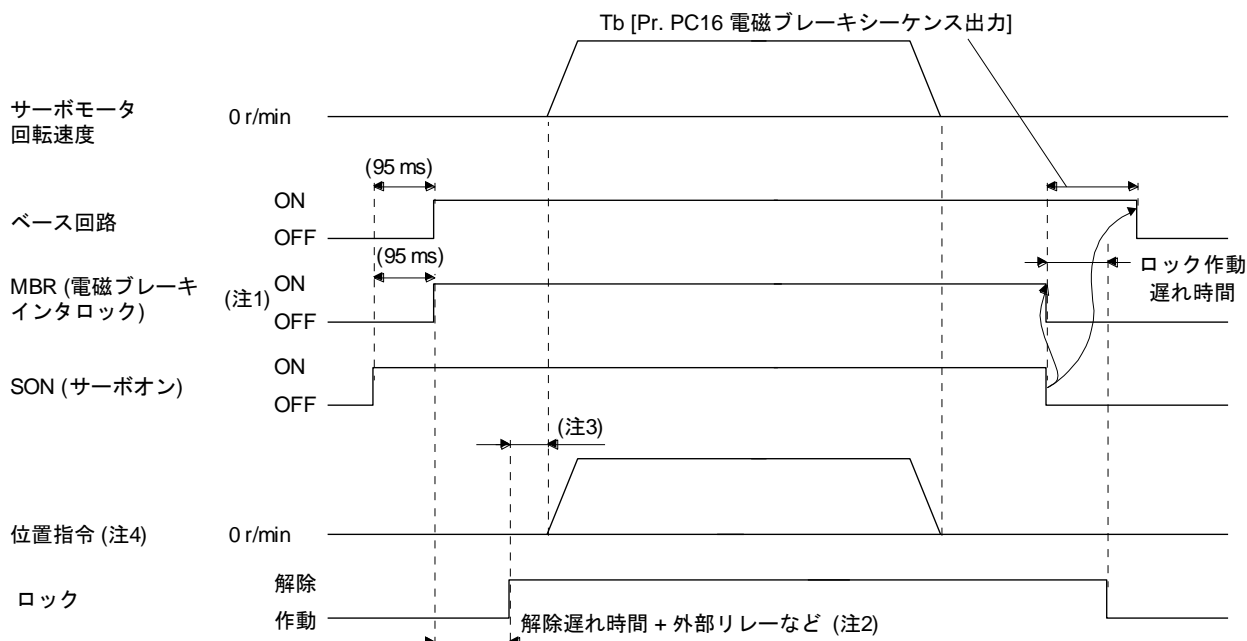 Tb [Pr. PC16 電磁ブレーキシーケンス出力]
サーボモータ
回転速度
0 r/min
(95 ms)
ON
ベース回路
OFF
(95 ms)
ロック作動
遅れ時間
MBR (電磁ブレーキ
インタロック)
(注1)
ON
OFF
ON
SON (サーボオン)
OFF
(注3)
位置指令 (注4)
0 r/min
ロック
解除
作動
解除遅れ時間 + 外部リレーなど (注2)